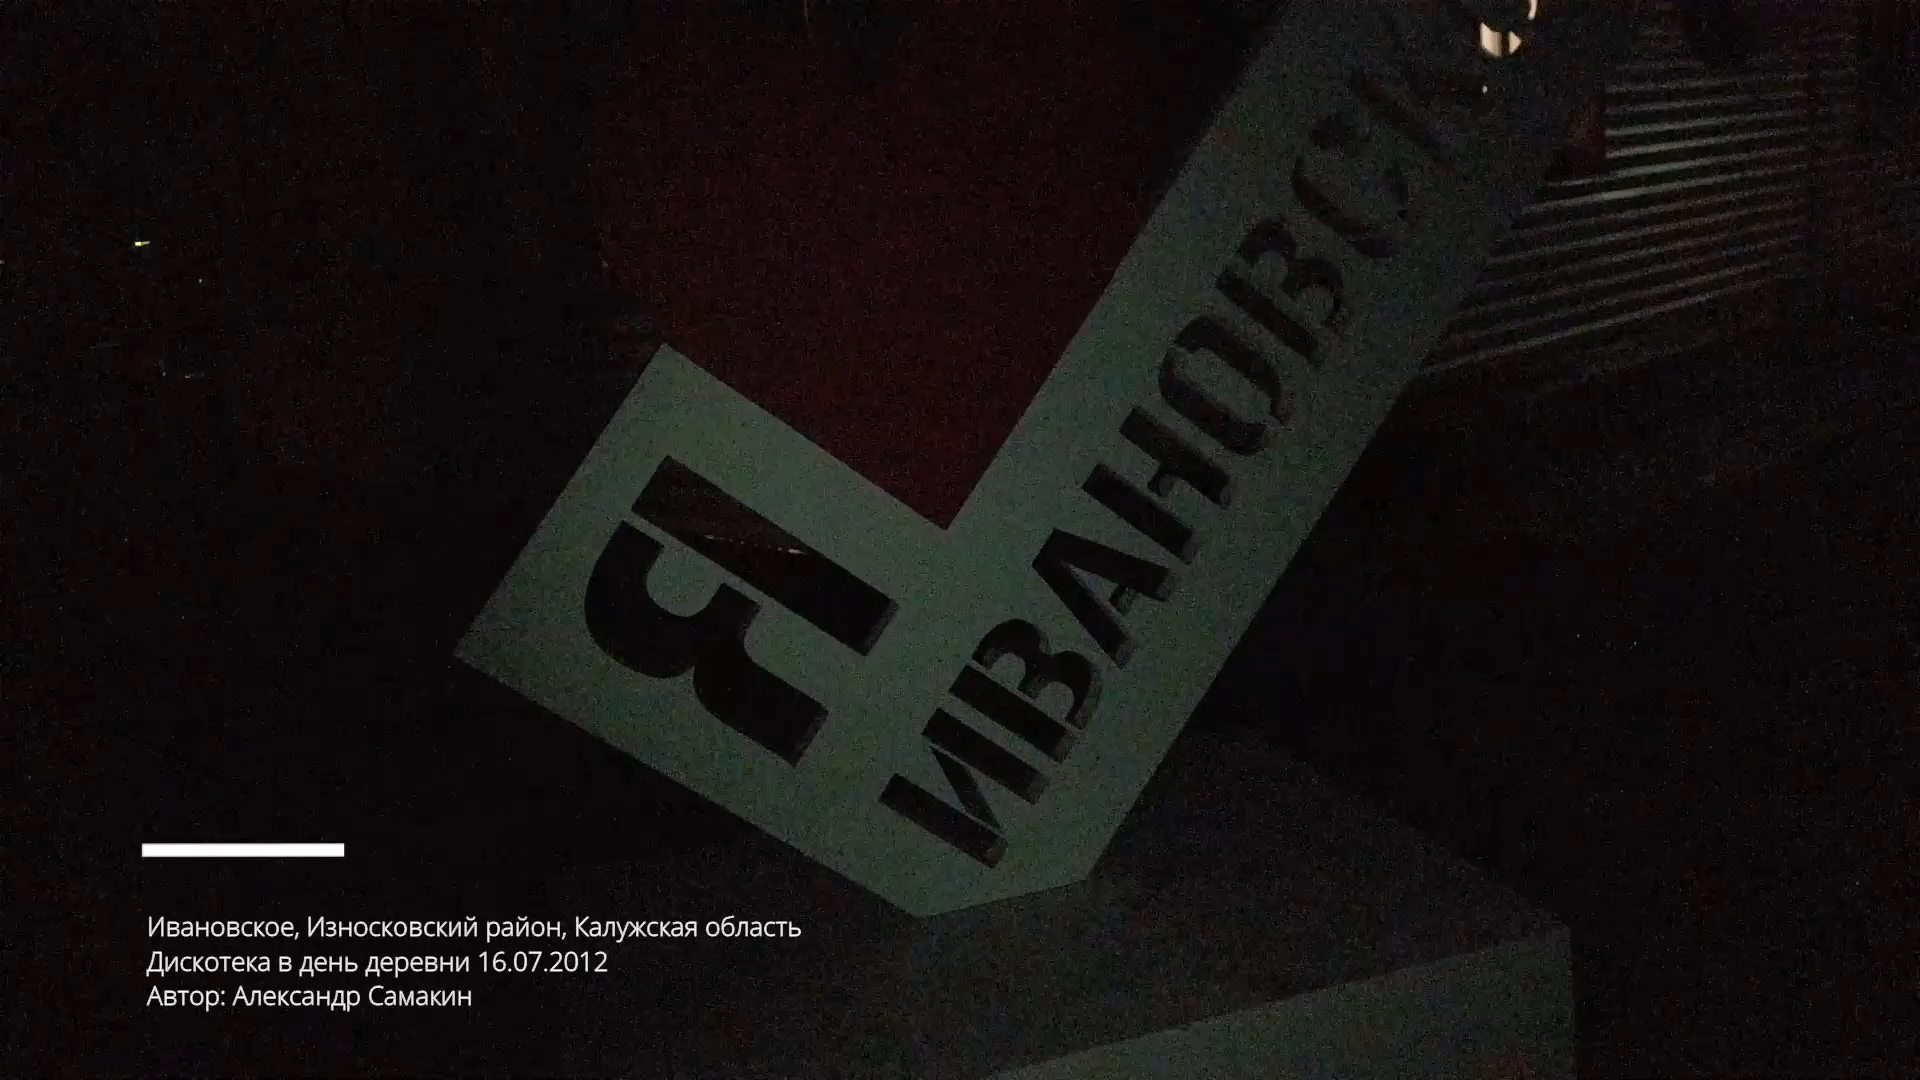 Я
ИВАНОВС
Ивановское, Износковский район, Калужская область
Дискотека в день деревни 16.07.2012
Автор: Александр Самакин